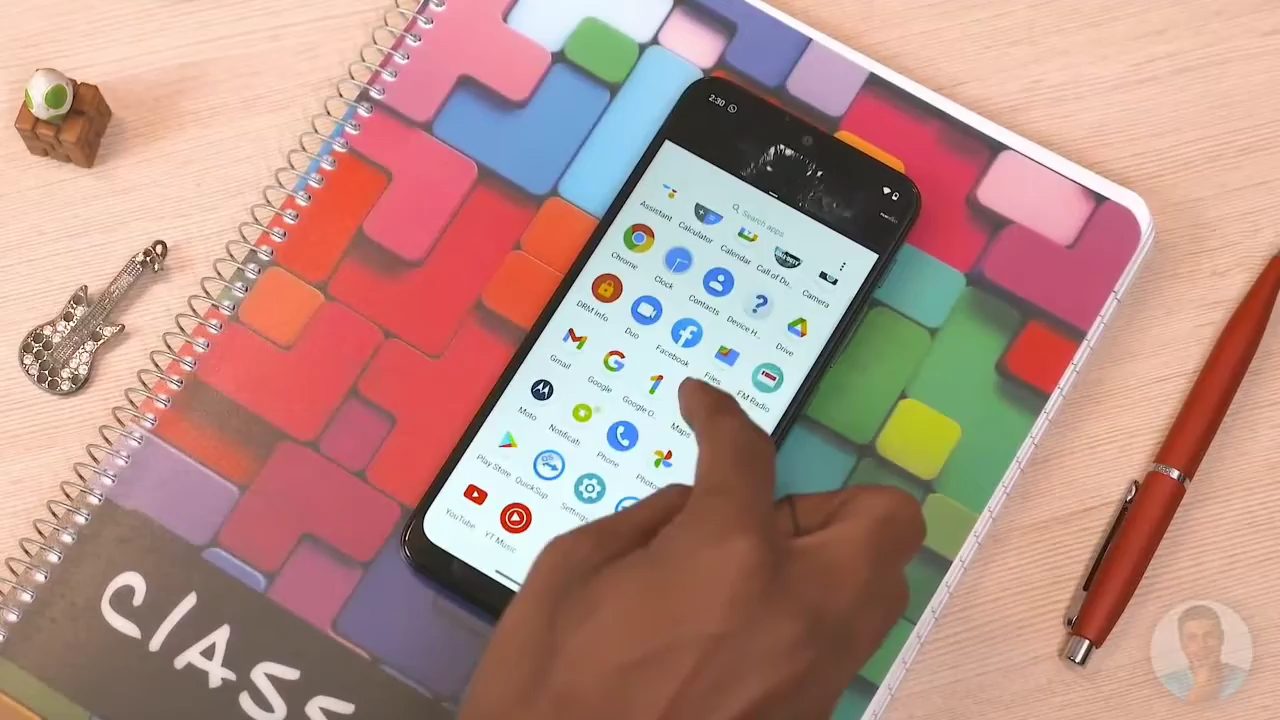 2:30
Search apps
Assistant
Calculator
Calendar
Call of Du...
Camera
Chrome
Clock
Contacts
Device H...
Drive
DRM Info
Duo
Facebook
Files
FM Radio
Gmail
Google
Google O...
Maps
Moto
Notificati
Phone
Photos
Play Store
QuickSup
Settings
YouTube
YT Music
CLASS